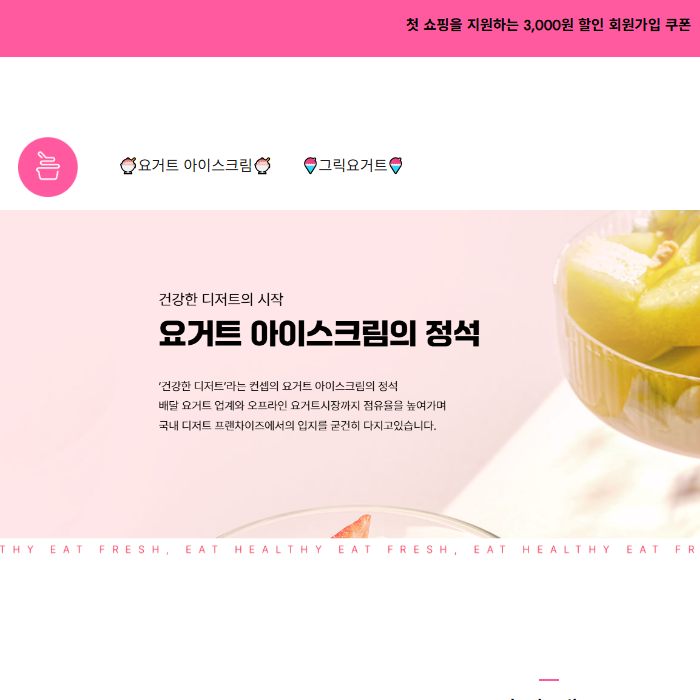 첫 쇼핑을 지원하는 3,000원 할인 회원가입 쿠폰
요거트 아이스크림 그릭요거트
건강한 디저트의 시작
요거트 아이스크림의 정석
‘건강한 디저트’라는 컨셉의 요거트 아이스크림의 정석
배달 요거트 업계와 오프라인 요거트시장까지 점유율을 높여가며
국내 디저트 프랜차이즈에서의 입지를 굳건히 다지고있습니다.
THY EAT FRESH, EAT HEALTHY EAT FRESH, EAT HEALTHY EAT FR